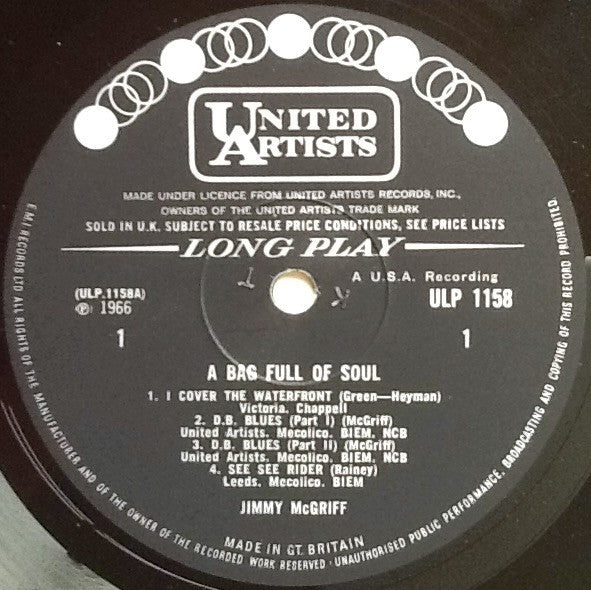 UNITED
ARTISTS
MADE UNDER LICENCE FROM UNITED ARTISTS RECORDS, INC.,
OWNERS OF THE UNITED ARTISTS TRADE MARK
SOLD IN U.K. SUBJECT TO RESALE PRICE CONDITIONS, SEE PRICE LISTS
LONG PLAY
A U.S.A. Recording
(ULP.1158A)
ULP 1158
℗ 1966
1
1
A BAG FULL OF SOUL
1. I COVER THE WATERFRONT (Green—Heyman)
Victoria. Chappell
2. D.B. BLUES (Part I) (McGriff)
United Artists. Mecolico. BIEM. NCB
3. D.B. BLUES (Part II) (McGriff)
United Artists. Mecolico. BIEM. NCB
4. SEE SEE RIDER (Rainey)
Leeds. Mecolico. BIEM
JIMMY McGRIFF
MADE IN GT. BRITAIN
E.M.I RECORDS LTD ALL RIGHTS OF THE MANUFACTURER AND OF THE OWNER OF THE RECORDED WORK RESERVED · UNAUTHORISED PUBLIC PERFORMANCE, BROADCASTING AND COPYING OF THIS RECORD PROHIBITED.